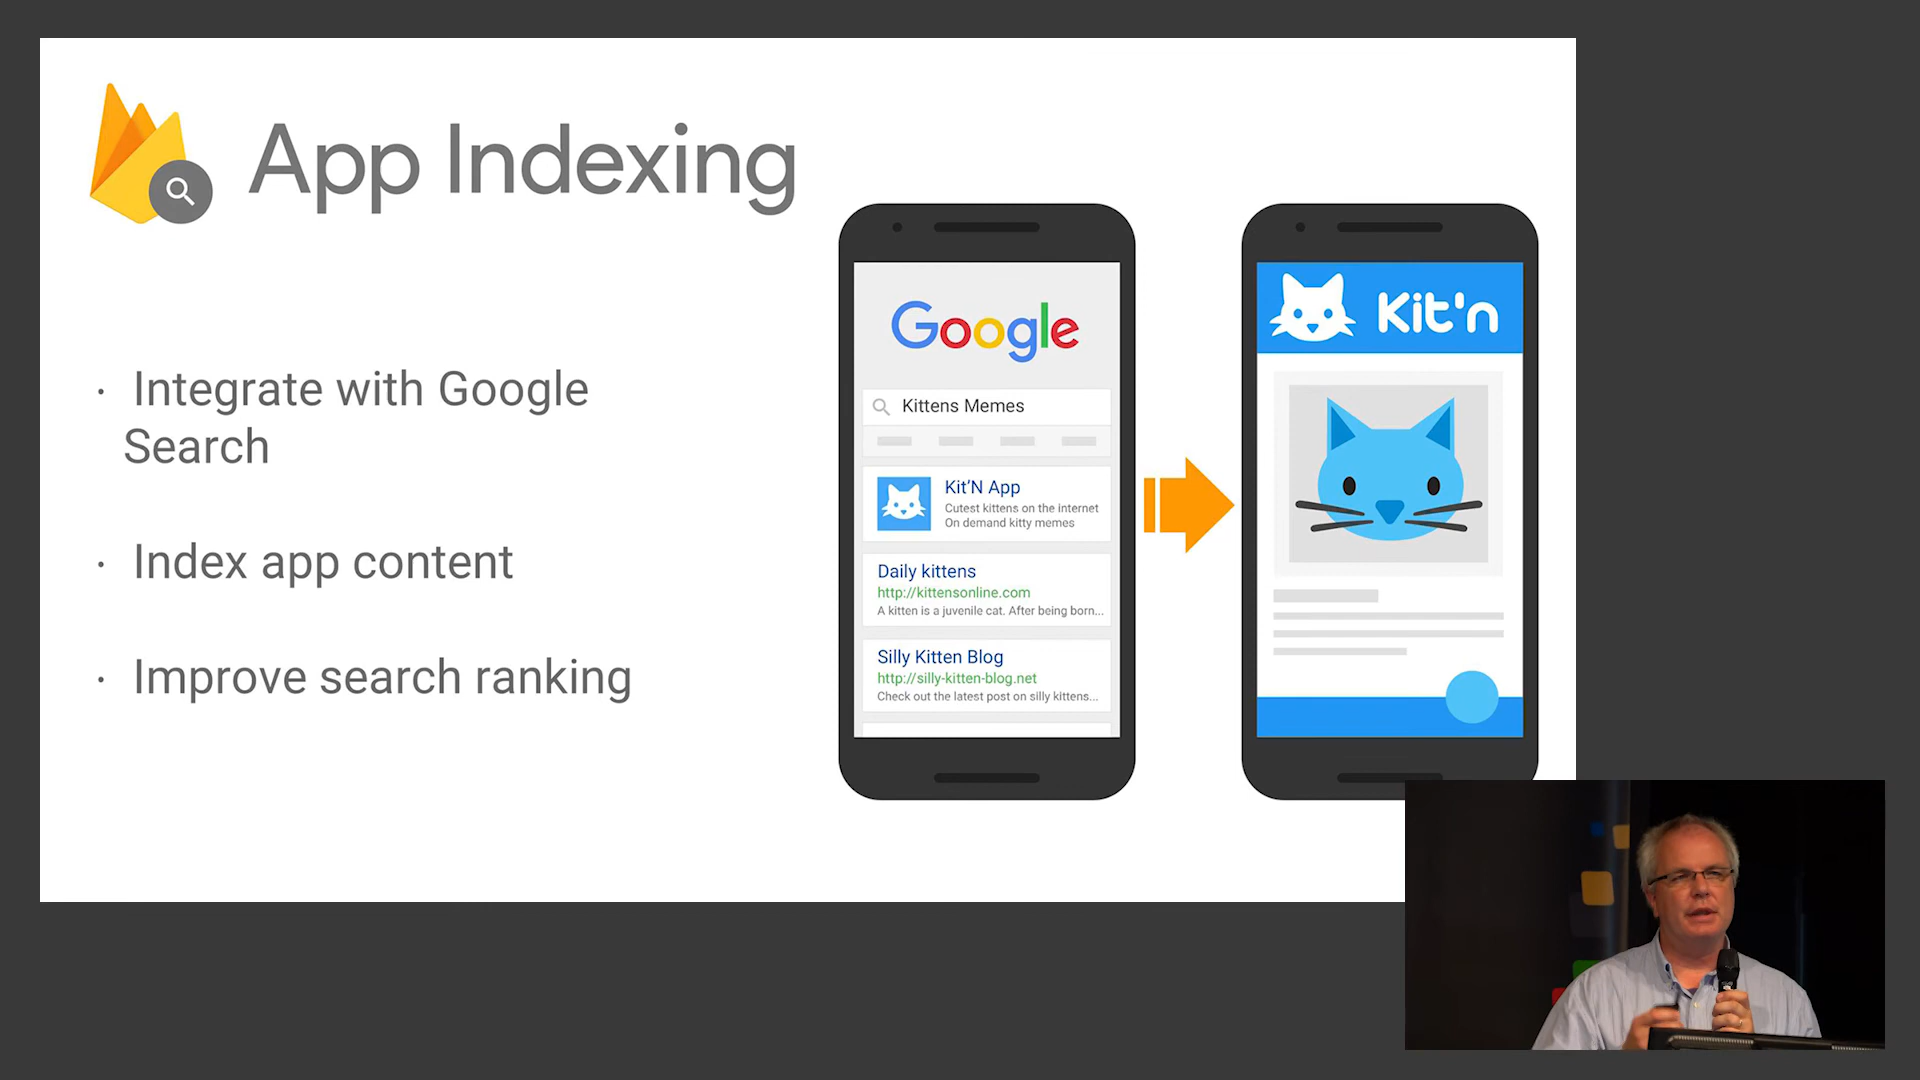 App Indexing
· Integrate with Google
Search
· Index app content
· Improve search ranking
Google
Kittens Memes
Kit'N App
Cutest kittens on the internet
On demand kitty memes
Daily kittens
http://kittensonline.com
A kitten is a juvenile cat. After being born...
Silly Kitten Blog
http://silly-kitten-blog.net
Check out the latest post on silly kittens...
Kit'n